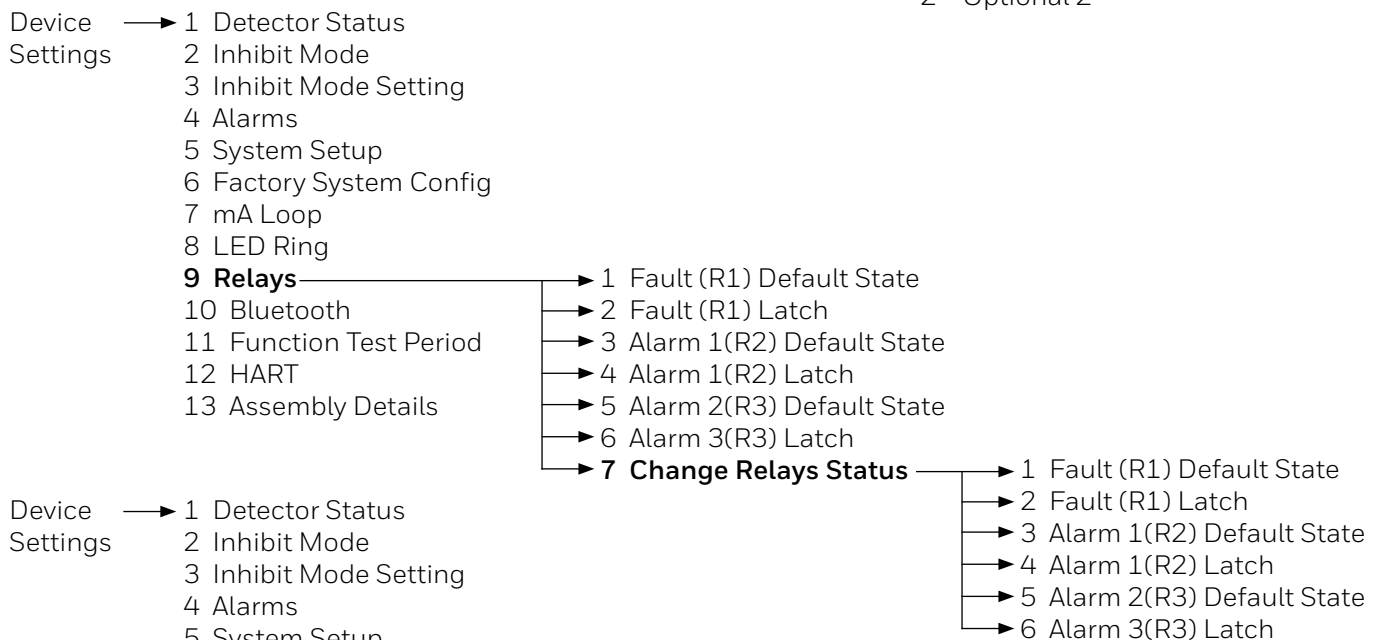 2 Optional 2
Device Settings
1 Detector Status
2 Inhibit Mode
3 Inhibit Mode Setting
4 Alarms
5 System Setup
6 Factory System Config
7 mA Loop
8 LED Ring
9 Relays
10 Bluetooth
11 Function Test Period
12 HART
13 Assembly Details
1 Fault (R1) Default State
2 Fault (R1) Latch
3 Alarm 1(R2) Default State
4 Alarm 1(R2) Latch
5 Alarm 2(R3) Default State
6 Alarm 3(R3) Latch
7 Change Relays Status
1 Fault (R1) Default State
2 Fault (R1) Latch
3 Alarm 1(R2) Default State
4 Alarm 1(R2) Latch
5 Alarm 2(R3) Default State
6 Alarm 3(R3) Latch
Device Settings
1 Detector Status
2 Inhibit Mode
3 Inhibit Mode Setting
4 Alarms
5 System Setup